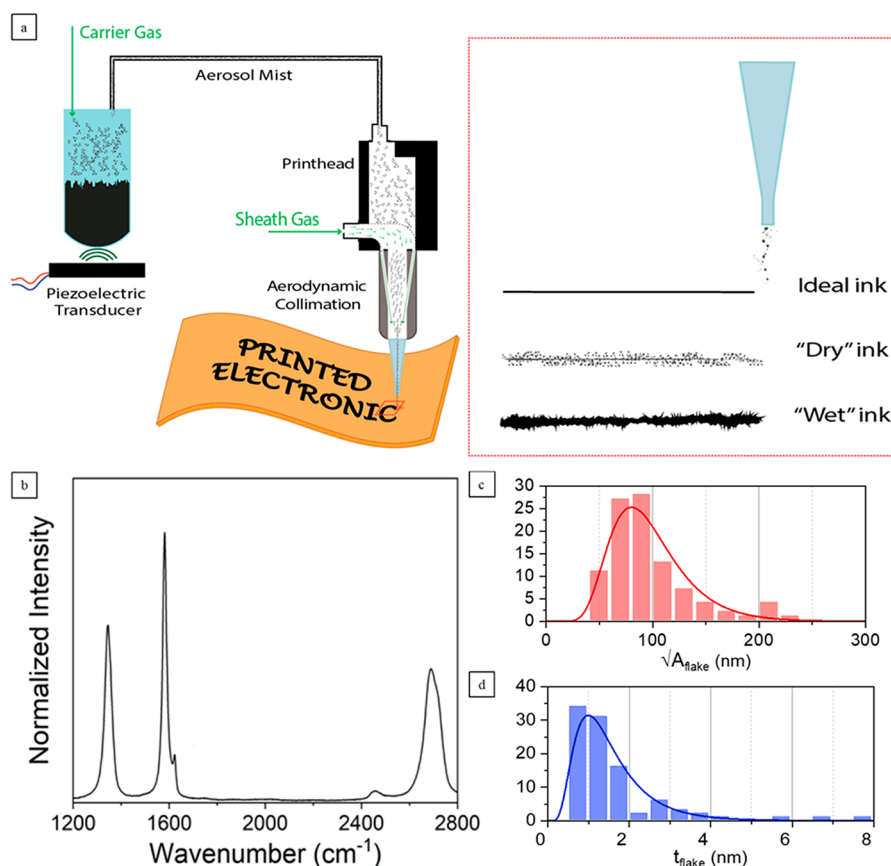 a
Carrier Gas
Aerosol Mist
Printhead
Sheath Gas
Aerodynamic
Collimation
Piezoelectric
Transducer
PRINTED
ELECTRONIC
Ideal ink
“Dry” ink
“Wet” ink
b
Normalized Intensity
1200 1600 2000 2400 2800
Wavenumber (cm⁻¹)
c
30
25
20
15
10
5
0
0 100 200 300
√A flake (nm)
d
40
30
20
10
0
0 2 4 6 8
t flake (nm)